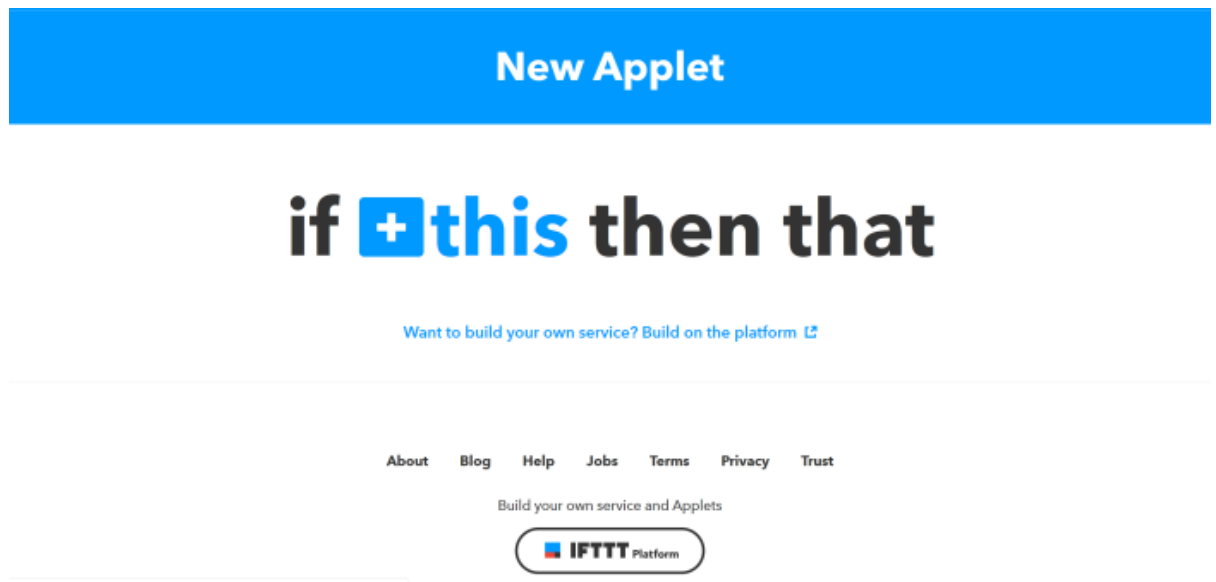 New Applet
if +this then that
Want to build your own service? Build on the platform
About Blog Help Jobs Terms Privacy Trust
Build your own service and Applets
IFTTT Platform